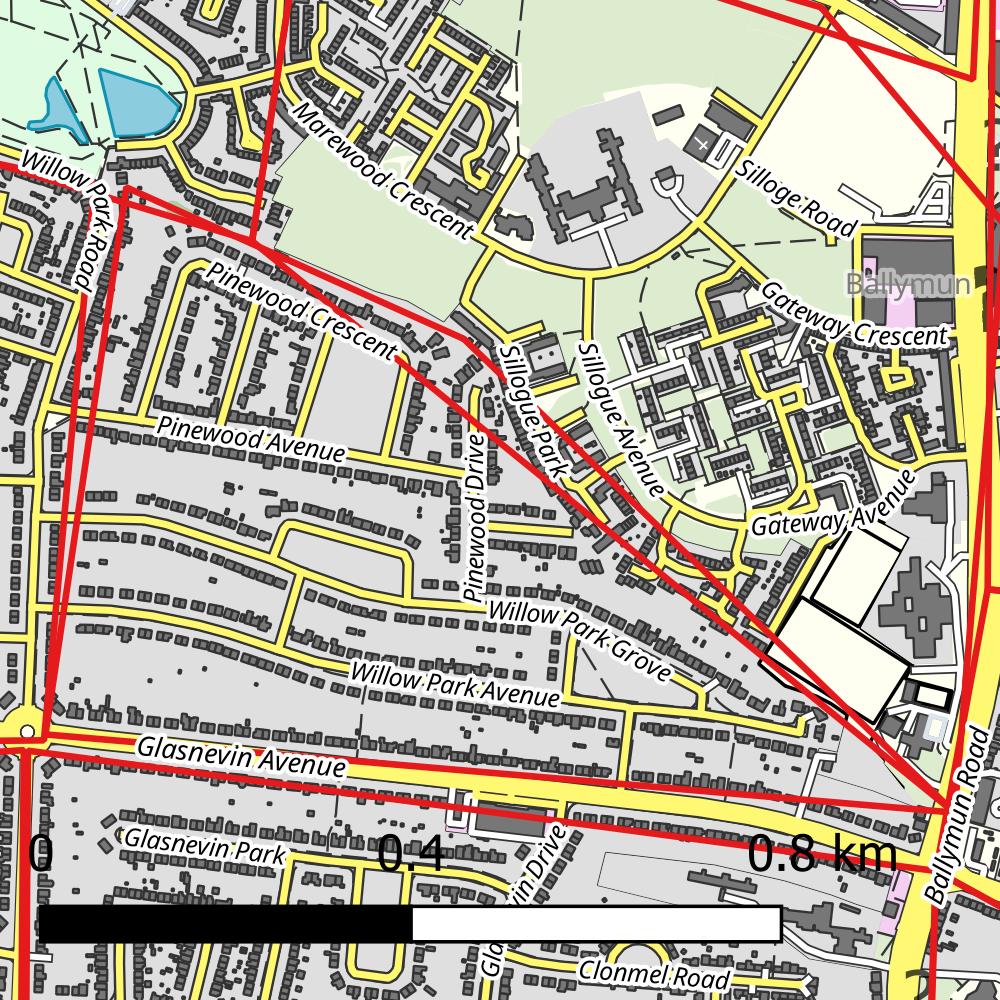 Marewood Crescent
Silloge Road
Willow Park Road
Ballymun
Pinewood Crescent
Gateway Crescent
Sillogue Park
Sillogue Avenue
Pinewood Avenue
Pinewood Drive
Gateway Avenue
Willow Park Grove
Willow Park Avenue
Glasnevin Avenue
Ballymun Road
Glasnevin Park
vin Drive
0 0.4 0.8 km
Gla
Clonmel Road